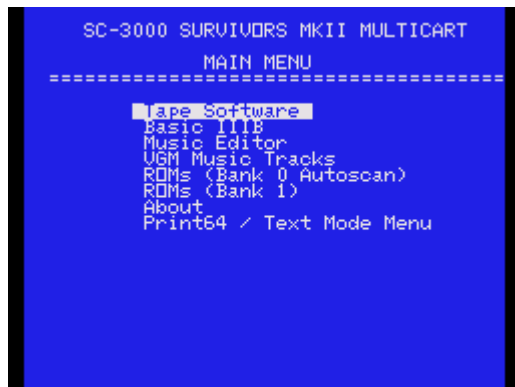 SC-3000 SURVIVORS MKII MULTICART
MAIN MENU
======================================
Tape Software
Basic IIIB
Music Editor
VGM Music Tracks
ROMs (Bank 0 Autoscan)
ROMs (Bank 1)
About
Print64 / Text Mode Menu